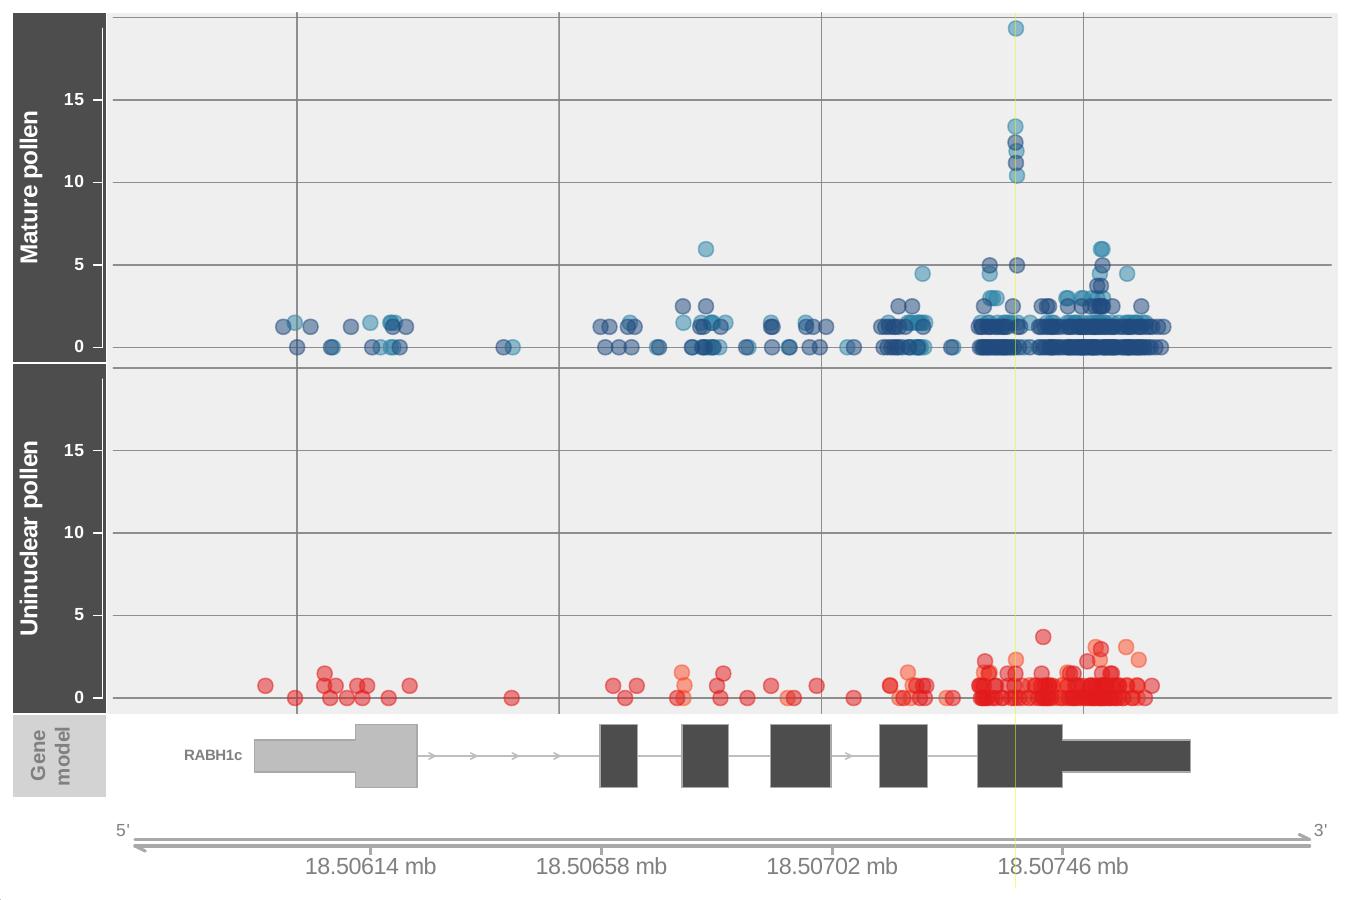 Mature pollen
15
10
5
0
Uninuclear pollen
15
10
5
0
Gene
model
RABH1c
5'
3'
18.50614 mb
18.50658 mb
18.50702 mb
18.50746 mb